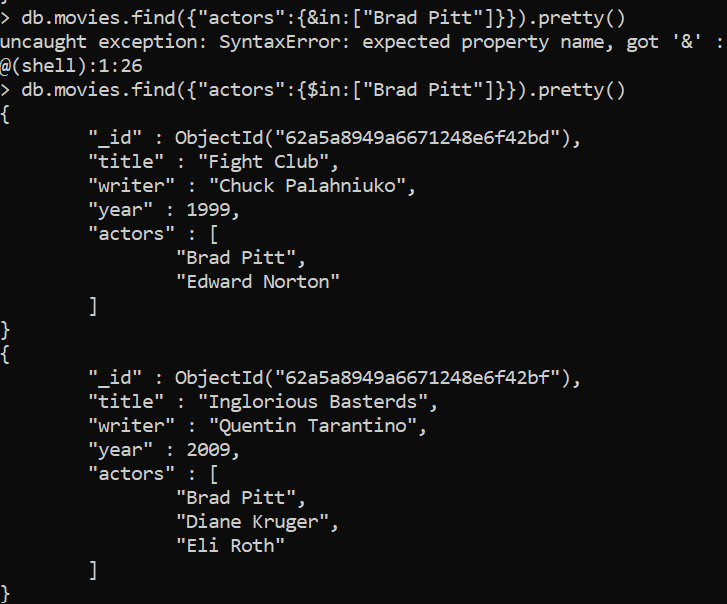 > db.movies.find({"actors":{&in:["Brad Pitt"]}}).pretty()
uncaught exception: SyntaxError: expected property name, got '&' :
@(shell):1:26
> db.movies.find({"actors":{$in:["Brad Pitt"]}}).pretty()
{
        "_id" : ObjectId("62a5a8949a6671248e6f42bd"),
        "title" : "Fight Club",
        "writer" : "Chuck Palahniuko",
        "year" : 1999,
        "actors" : [
                "Brad Pitt",
                "Edward Norton"
        ]
}
{
        "_id" : ObjectId("62a5a8949a6671248e6f42bf"),
        "title" : "Inglorious Basterds",
        "writer" : "Quentin Tarantino",
        "year" : 2009,
        "actors" : [
                "Brad Pitt",
                "Diane Kruger",
                "Eli Roth"
        ]
}